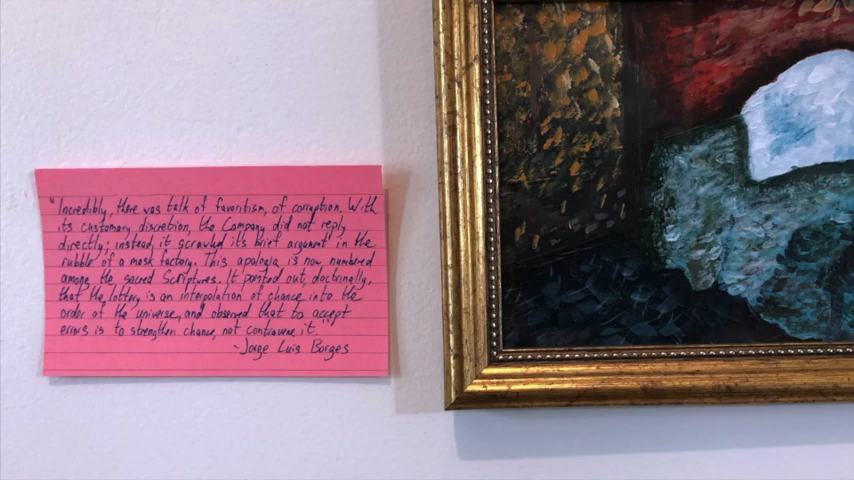 "Incredibly, there was talk of favoritism, of corruption. With
its customary discretion, the Company did not reply
directly; instead, it scrawled its brief argument in the
rubble of a mask factory. This apologia is now numbered
among the sacred Scriptures. It pointed out, doctrinally,
that the lottery is an interpolation of chance into the
order of the universe, and observed that to accept
errors is to strengthen chance, not contravene it."
-Jorge Luis Borges